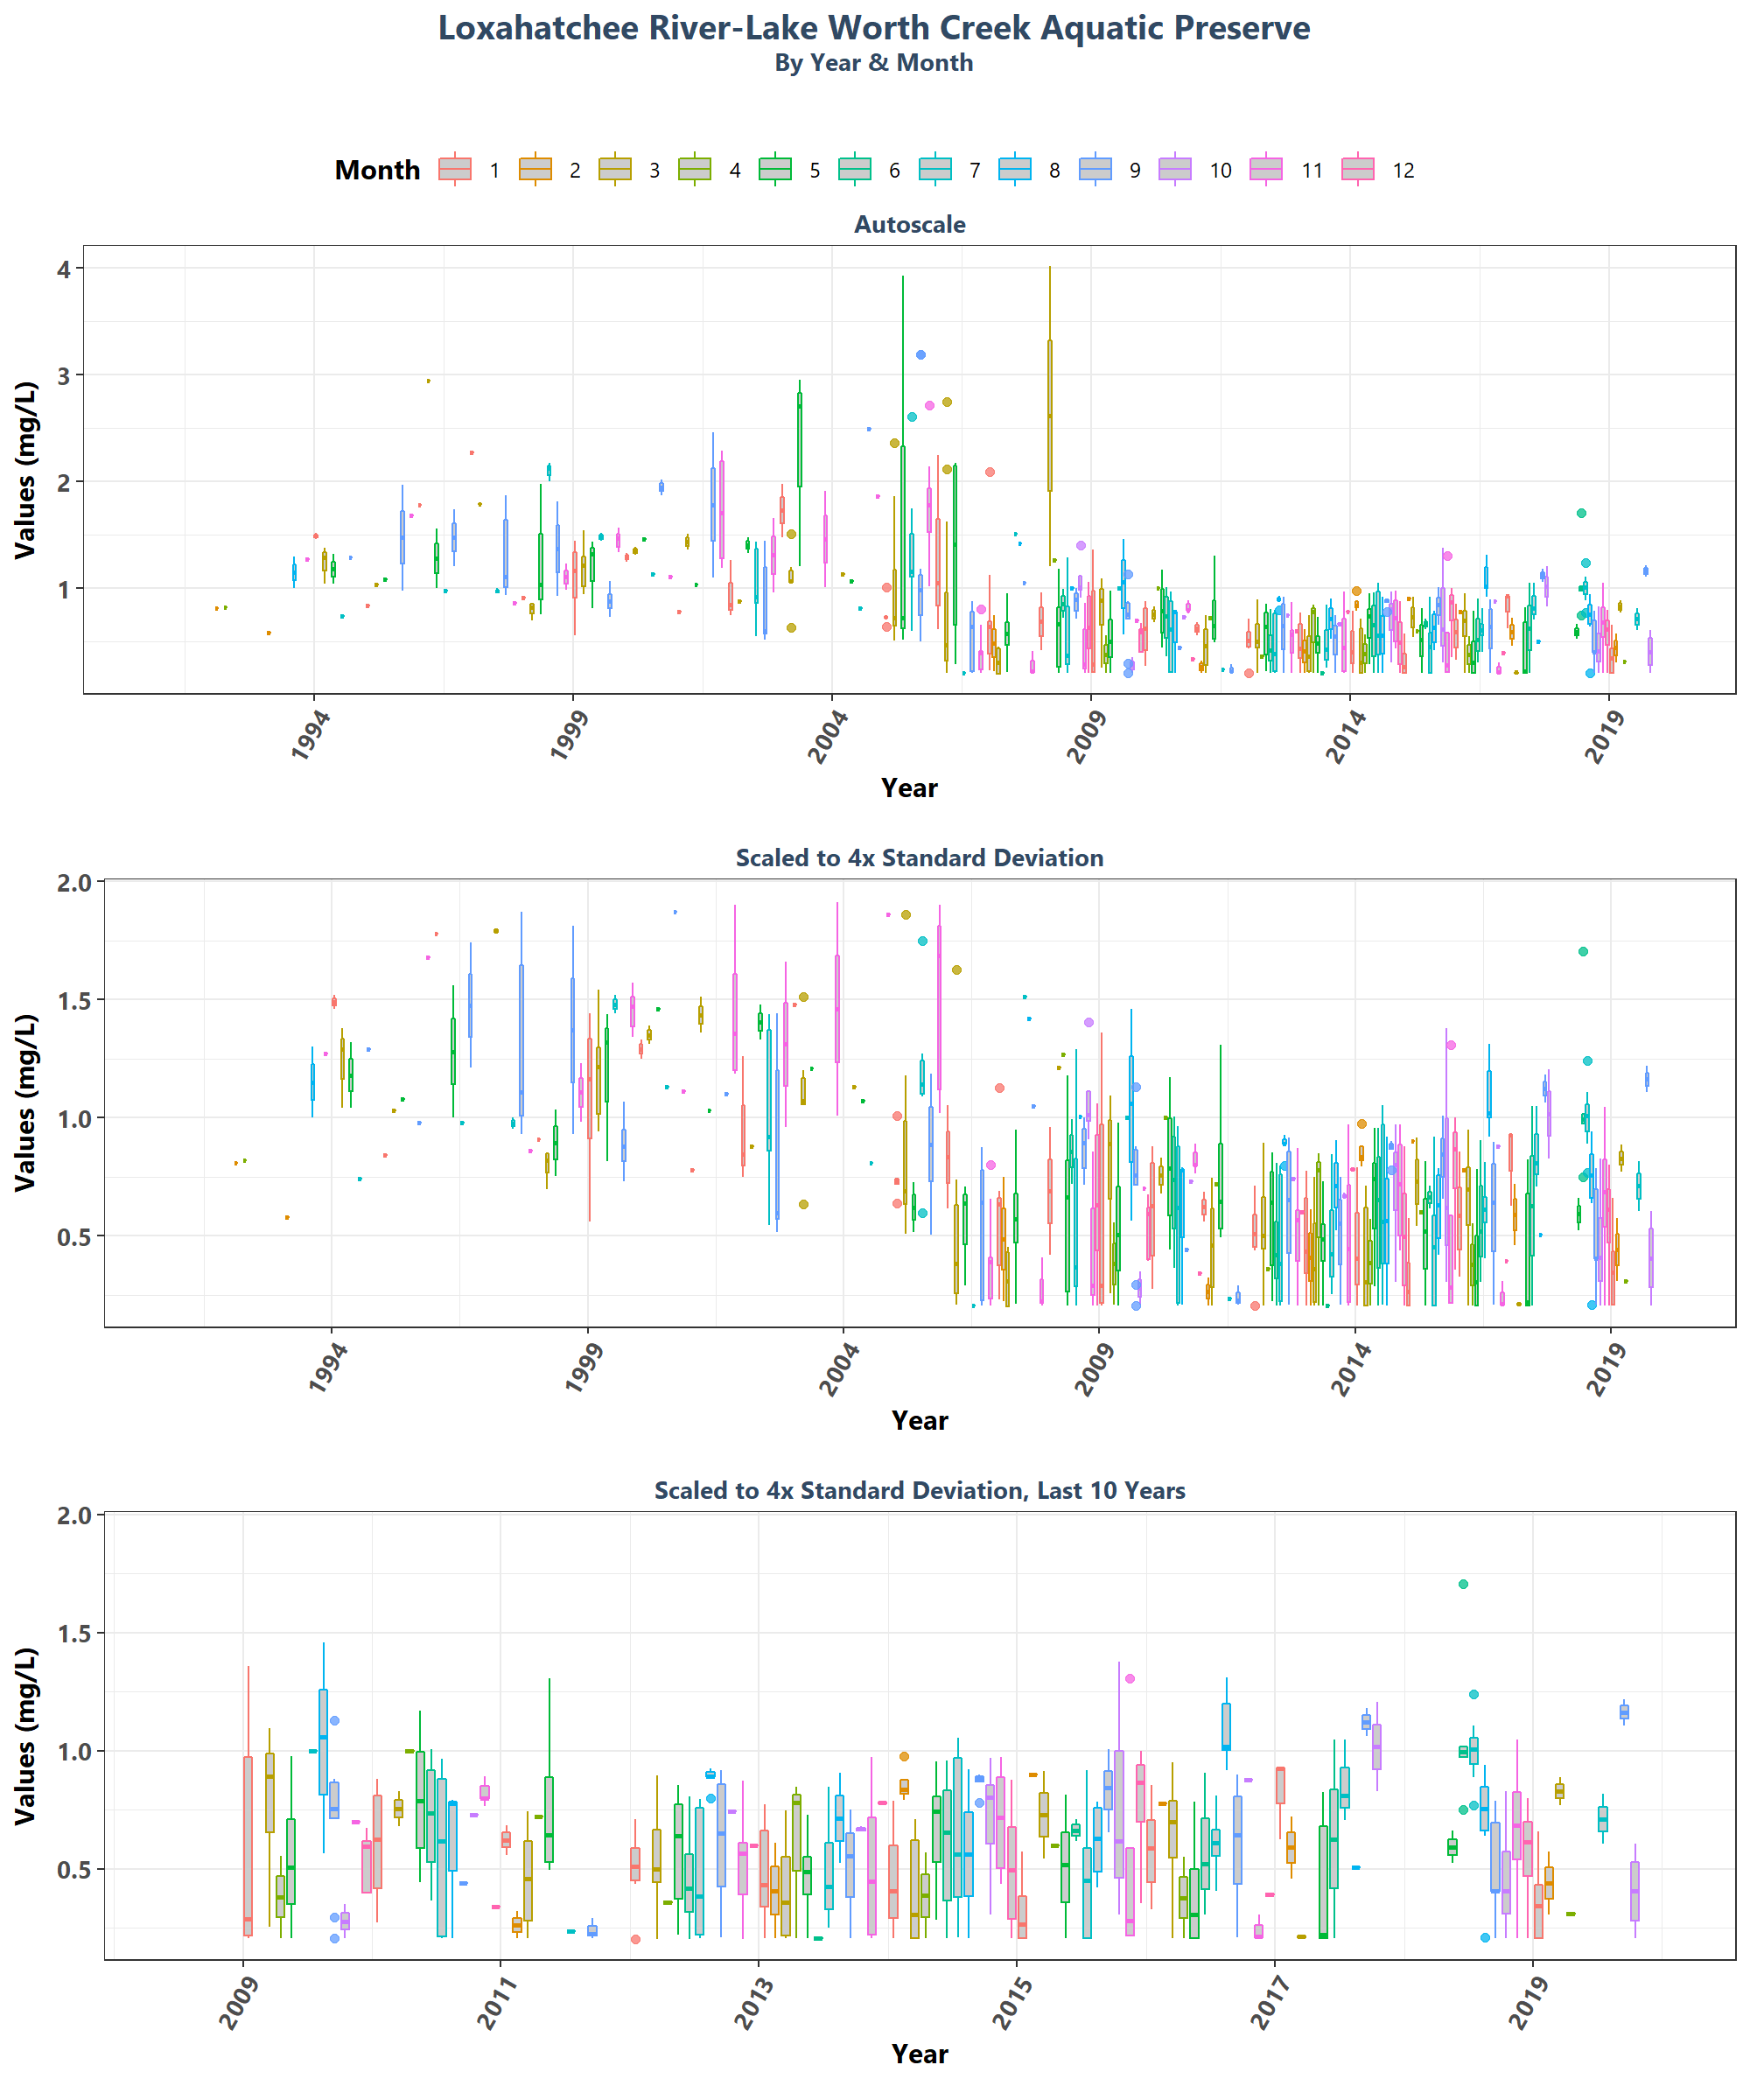 Loxahatchee River-Lake Worth Creek Aquatic Preserve
By Year & Month
Month 1 2 3 4 5 6 7 8 9 10 11 12
Autoscale
Values (mg/L)
4
3
2
1
1994 1999 2004 2009 2014 2019
Year
Scaled to 4x Standard Deviation
Values (mg/L)
2.0
1.5
1.0
0.5
1994 1999 2004 2009 2014 2019
Year
Scaled to 4x Standard Deviation, Last 10 Years
Values (mg/L)
2.0
1.5
1.0
0.5
2009 2011 2013 2015 2017 2019
Year